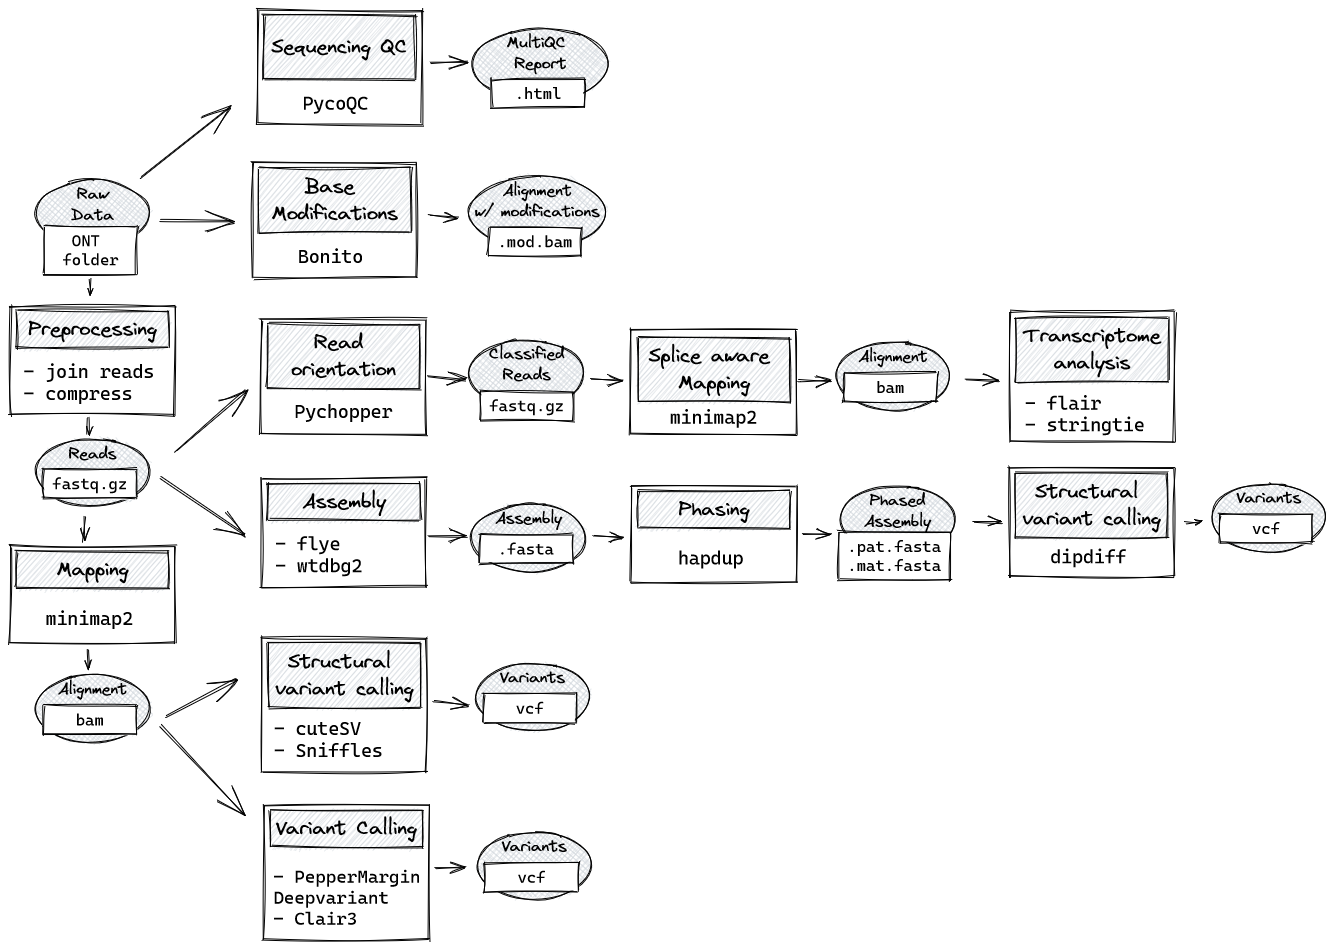 Sequencing QC
PycoQC
MultiQC
Report
.html
Raw
Data
ONT
folder
Base
Modifications
Bonito
Alignment
w/ modifications
.mod.bam
Preprocessing
- join reads
- compress
Reads
fastq.gz
Read
orientation
Pychopper
Classified
Reads
fastq.gz
Splice aware
Mapping
minimap2
Alignment
bam
Transcriptome
analysis
- flair
- stringtie
Assembly
- flye
- wtdbg2
Assembly
.fasta
Phasing
hapdup
Phased
Assembly
.pat.fasta
.mat.fasta
Structural
variant calling
dipdiff
Variants
vcf
Mapping
minimap2
Alignment
bam
Structural
variant calling
- cuteSV
- Sniffles
Variants
vcf
Variant Calling
- PepperMargin
Deepvariant
- Clair3
Variants
vcf